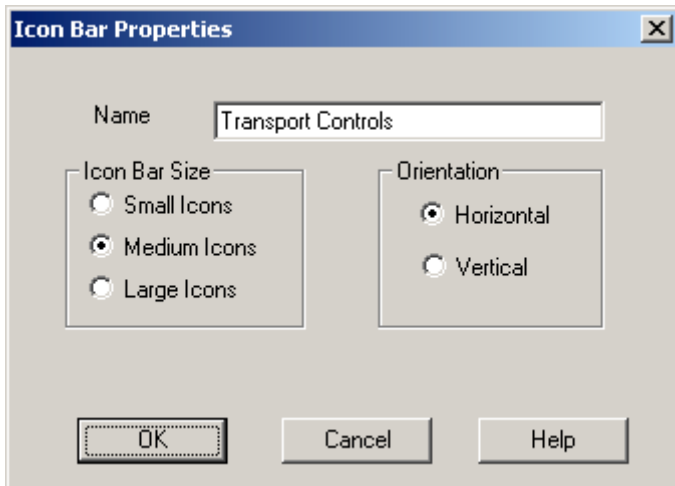 Icon Bar Properties
Name
Transport Controls
Icon Bar Size
Small Icons
Medium Icons
Large Icons
Orientation
Horizontal
Vertical
OK
Cancel
Help